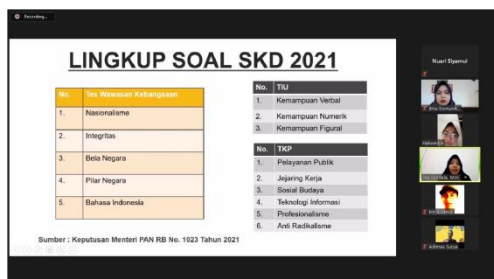 Recording...
LINGKUP SOAL SKD 2021
No. Tes Wawasan Kebangsaan
1. Nasionalisme
2. Integritas
3. Bela Negara
4. Pilar Negara
5. Bahasa Indonesia
No. TIU
1. Kemampuan Verbal
2. Kemampuan Numerik
3. Kemampuan Figural
No. TKP
1. Pelayanan Publik
2. Jejaring Kerja
3. Sosial Budaya
4. Teknologi Informasi
5. Profesionalisme
6. Anti Radikalisme
Sumber : Keputusan Menteri PAN RB No. 1023 Tahun 2021
Nuari Siyamul